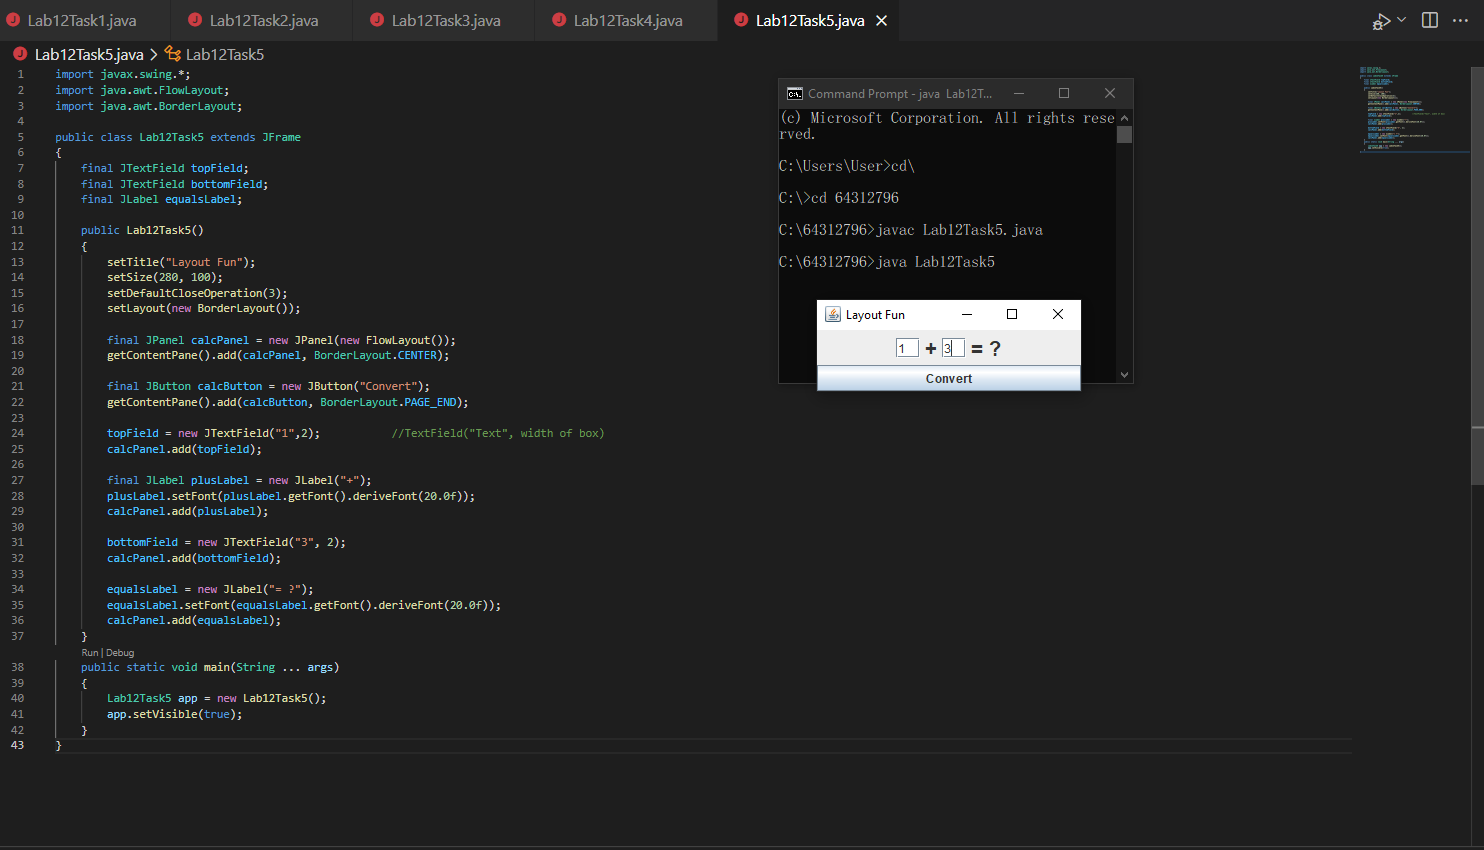 Lab12Task1.java
Lab12Task2.java
Lab12Task3.java
Lab12Task4.java
Lab12Task5.java
Lab12Task5.java > Lab12Task5
1 import javax.swing.*;
2 import java.awt.FlowLayout;
3 import java.awt.BorderLayout;
4
5 public class Lab12Task5 extends JFrame
6 {
7 final JTextField topField;
8 final JTextField bottomField;
9 final JLabel equalsLabel;
10
11 public Lab12Task5()
12 {
13 setTitle("Layout Fun");
14 setSize(280, 100);
15 setDefaultCloseOperation(3);
16 setLayout(new BorderLayout());
17
18 final JPanel calcPanel = new JPanel(new FlowLayout());
19 getContentPane().add(calcPanel, BorderLayout.CENTER);
20
21 final JButton calcButton = new JButton("Convert");
22 getContentPane().add(calcButton, BorderLayout.PAGE_END);
23
24 topField = new JTextField("1",2); //TextField("Text", width of box)
25 calcPanel.add(topField);
26
27 final JLabel plusLabel = new JLabel("+");
28 plusLabel.setFont(plusLabel.getFont().deriveFont(20.0f));
29 calcPanel.add(plusLabel);
30
31 bottomField = new JTextField("3", 2);
32 calcPanel.add(bottomField);
33
34 equalsLabel = new JLabel("= ?");
35 equalsLabel.setFont(equalsLabel.getFont().deriveFont(20.0f));
36 calcPanel.add(equalsLabel);
37 }
Run | Debug
38 public static void main(String ... args)
39 {
40 Lab12Task5 app = new Lab12Task5();
41 app.setVisible(true);
42 }
43 }
Command Prompt - java Lab12T...
(c) Microsoft Corporation. All rights rese
rved.
C:\Users\User>cd\
C:\>cd 64312796
C:\64312796>javac Lab12Task5.java
C:\64312796>java Lab12Task5
Layout Fun
1 + 3 = ?
Convert